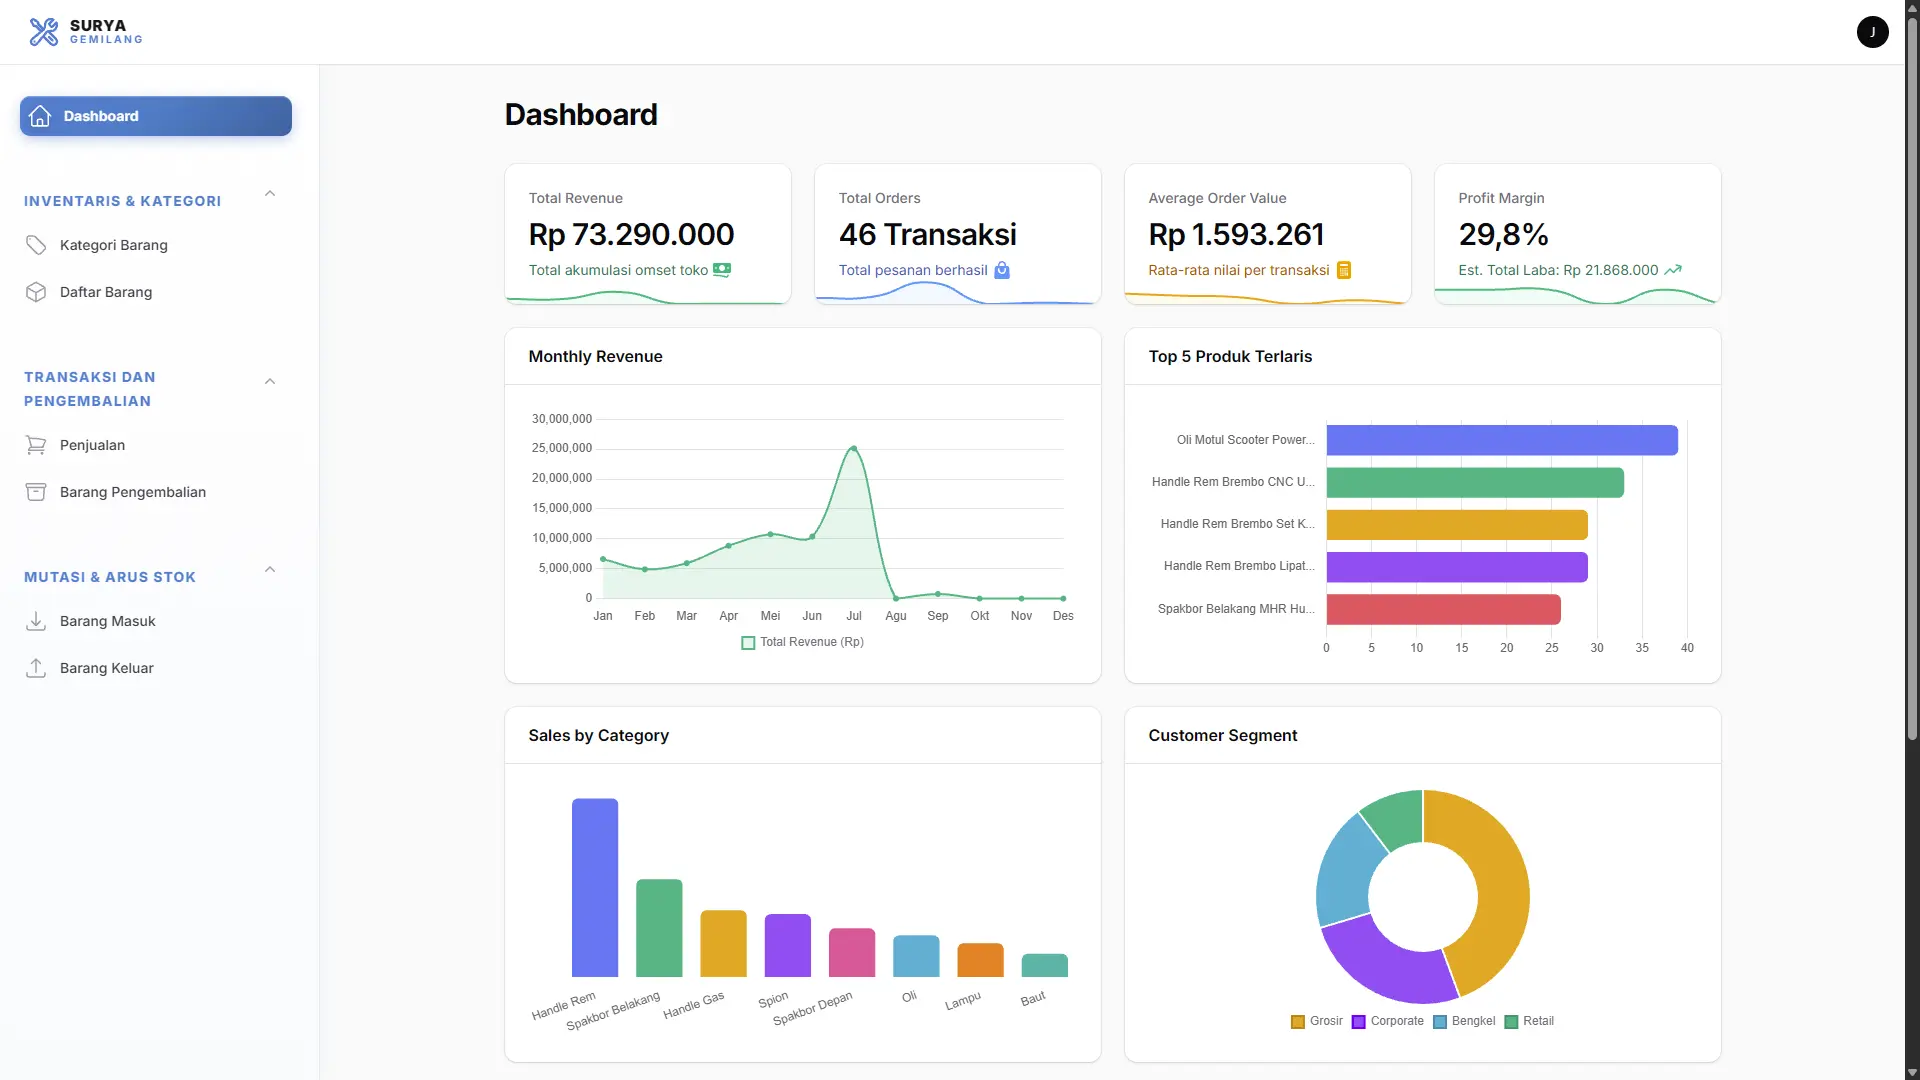 SURYA
GEMILANG
J
Dashboard
INVENTARIS & KATEGORI
Kategori Barang
Daftar Barang
TRANSAKSI DAN
PENGEMBALIAN
Penjualan
Barang Pengembalian
MUTASI & ARUS STOK
Barang Masuk
Barang Keluar
Dashboard
Total Revenue
Rp 73.290.000
Total akumulasi omset toko
Total Orders
46 Transaksi
Total pesanan berhasil
Average Order Value
Rp 1.593.261
Rata-rata nilai per transaksi
Profit Margin
29,8%
Est. Total Laba: Rp 21.868.000
Monthly Revenue
30,000,000
25,000,000
20,000,000
15,000,000
10,000,000
5,000,000
0
Jan Feb Mar Apr Mei Jun Jul Agu Sep Okt Nov Des
Total Revenue (Rp)
Top 5 Produk Terlaris
Oli Motul Scooter Power...
Handle Rem Brembo CNC U...
Handle Rem Brembo Set K...
Handle Rem Brembo Lipat...
Spakbor Belakang MHR Hu...
0 5 10 15 20 25 30 35 40
Sales by Category
Handle Rem
Spakbor Belakang
Handle Gas
Spion
Spakbor Depan
Oli
Lampu
Baut
Customer Segment
Grosir Corporate Bengkel Retail